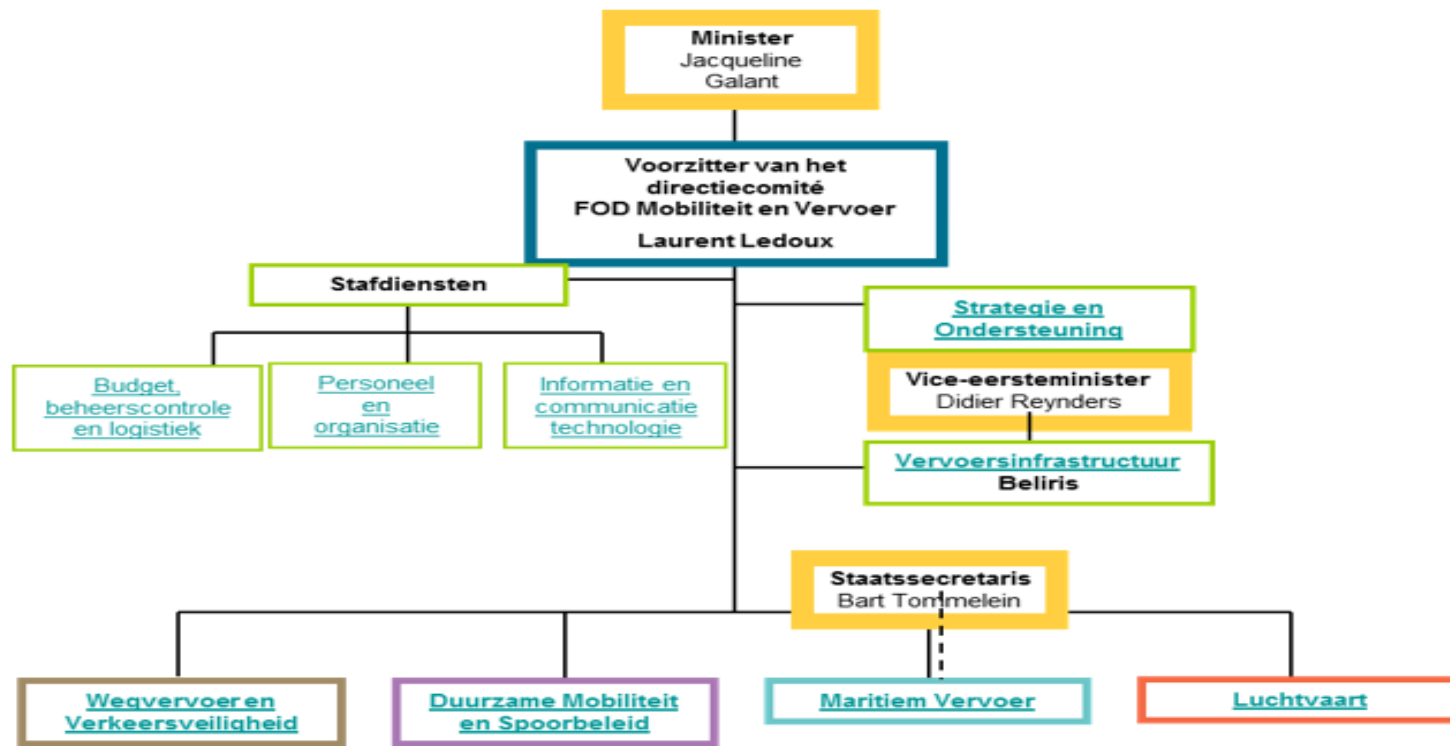 Minister
Jacqueline
Galant
Voorzitter van het
directiecomité
FOD Mobiliteit en Vervoer
Laurent Ledoux
Stafdiensten
Strategie en
Ondersteuning
Budget,
beheerscontrole
en logistiek
Personeel
en
organisatie
Informatie en
communicatie
technologie
Vice-eersteminister
Didier Reynders
Vervoersinfrastructuur
Beliris
Staatssecretaris
Bart Tommelein
Wegvervoer en
Verkeersveiligheid
Duurzame Mobiliteit
en Spoorbeleid
Maritiem Vervoer
Luchtvaart